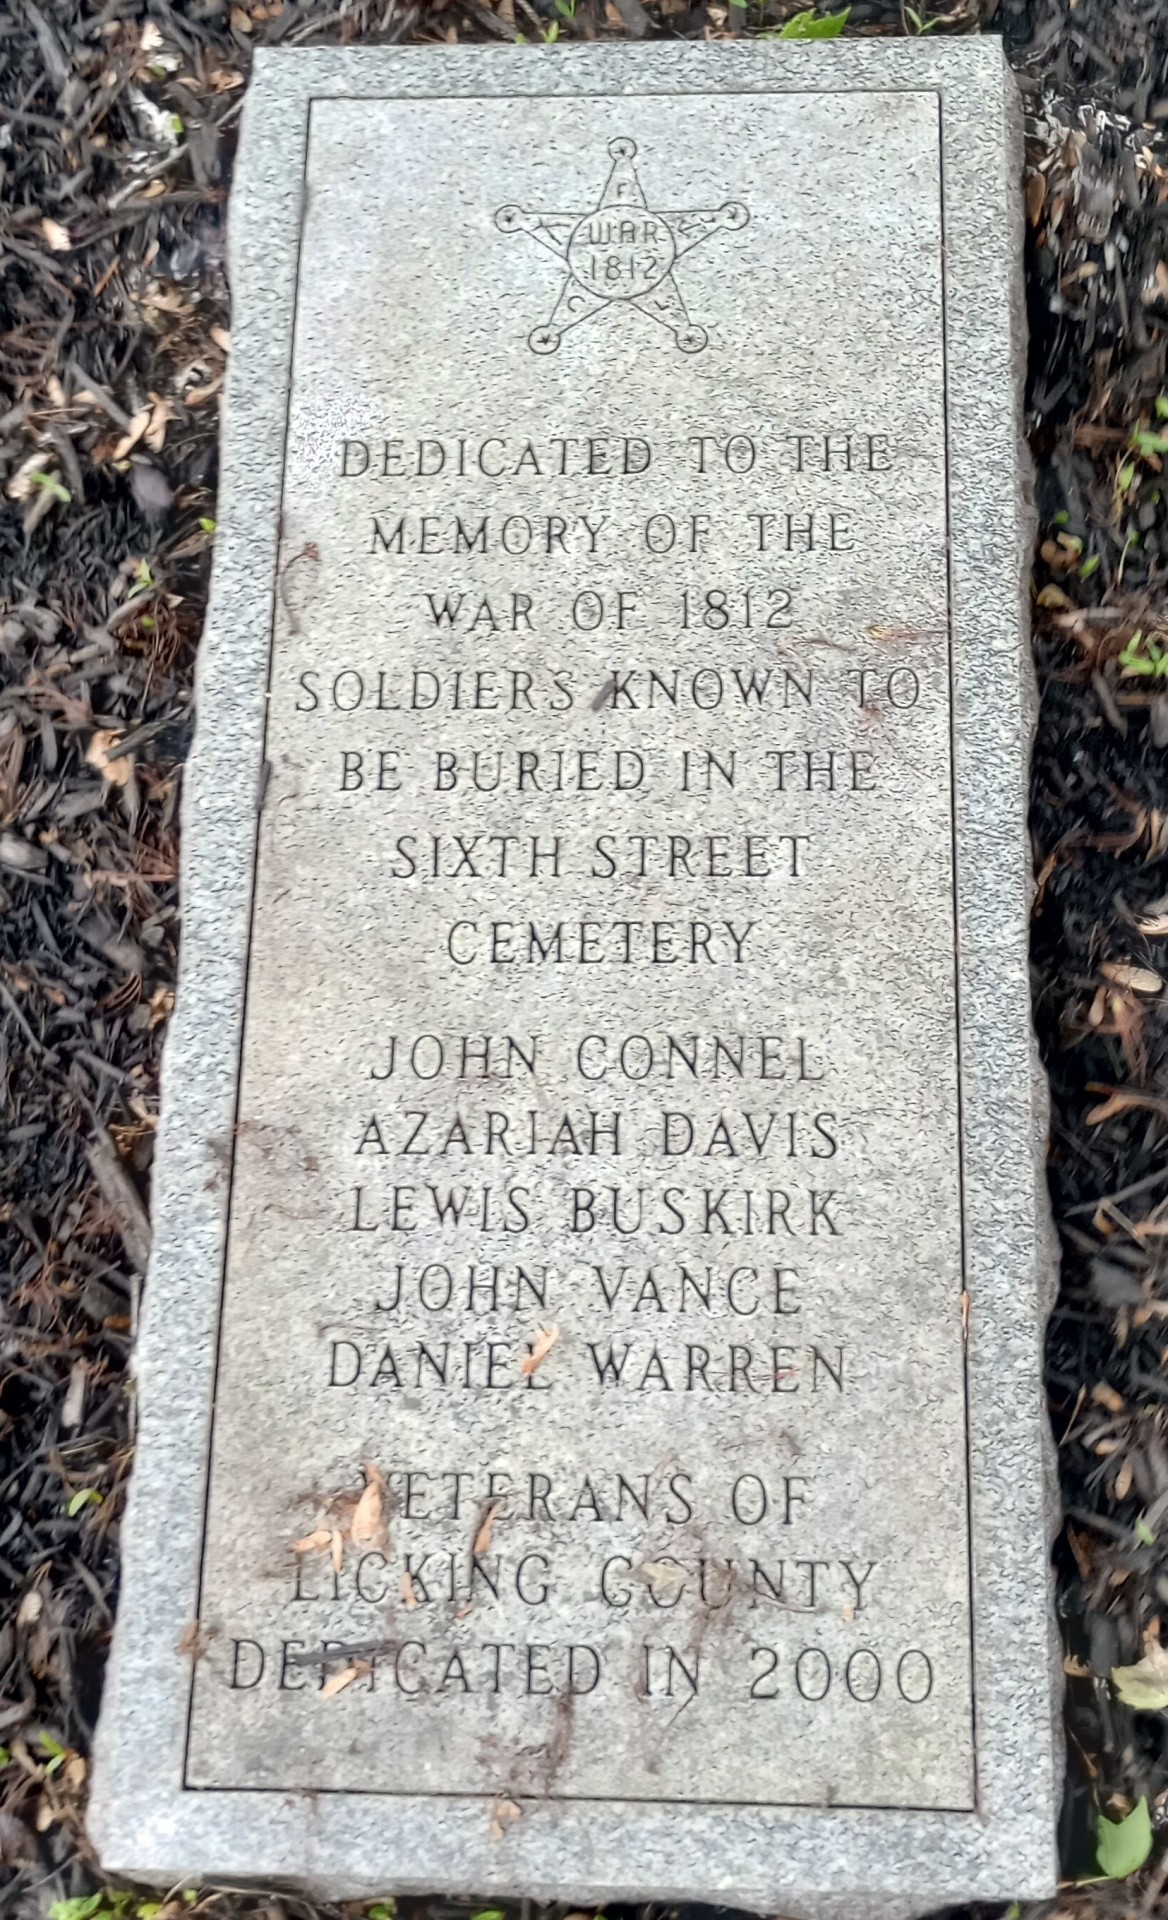 WAR
1812
DEDICATED TO THE
MEMORY OF THE
WAR OF 1812
SOLDIERS KNOWN TO
BE BURIED IN THE
SIXTH STREET
CEMETERY
JOHN CONNEL
AZARIAH DAVIS
LEWIS BUSKIRK
JOHN VANCE
DANIEL WARREN
VETERANS OF
LICKING COUNTY
DEDICATED IN 2000